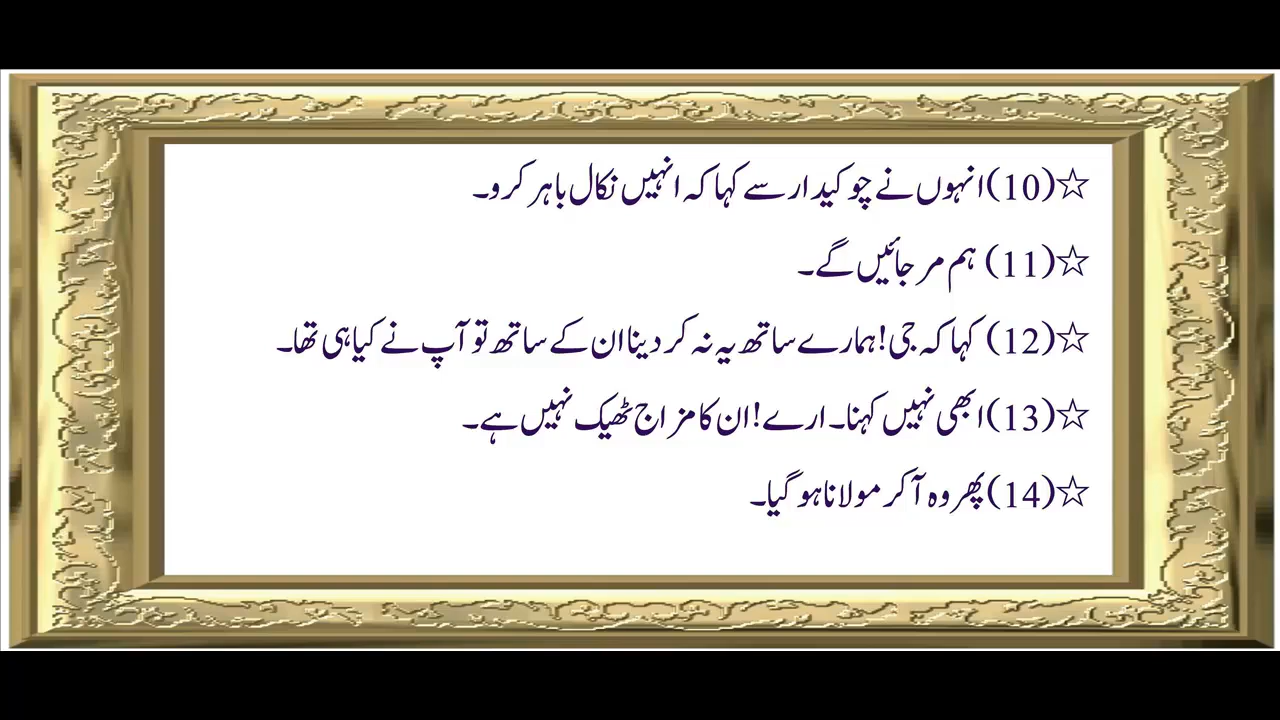 ☆(10)انہوں نے چوکیدار سے کہا کہ انہیں نکال باہر کرو۔
☆(11) ہم مر جائیں گے۔
☆(12) کہا کہ جی! ہمارے ساتھ یہ نہ کر دینا ان کے ساتھ تو آپ نے کیا ہی تھا۔
☆(13)ابھی نہیں کہنا۔ ارے! ان کا مزاج ٹھیک نہیں ہے۔
☆(14)پھر وہ آکر مولانا ہو گیا۔